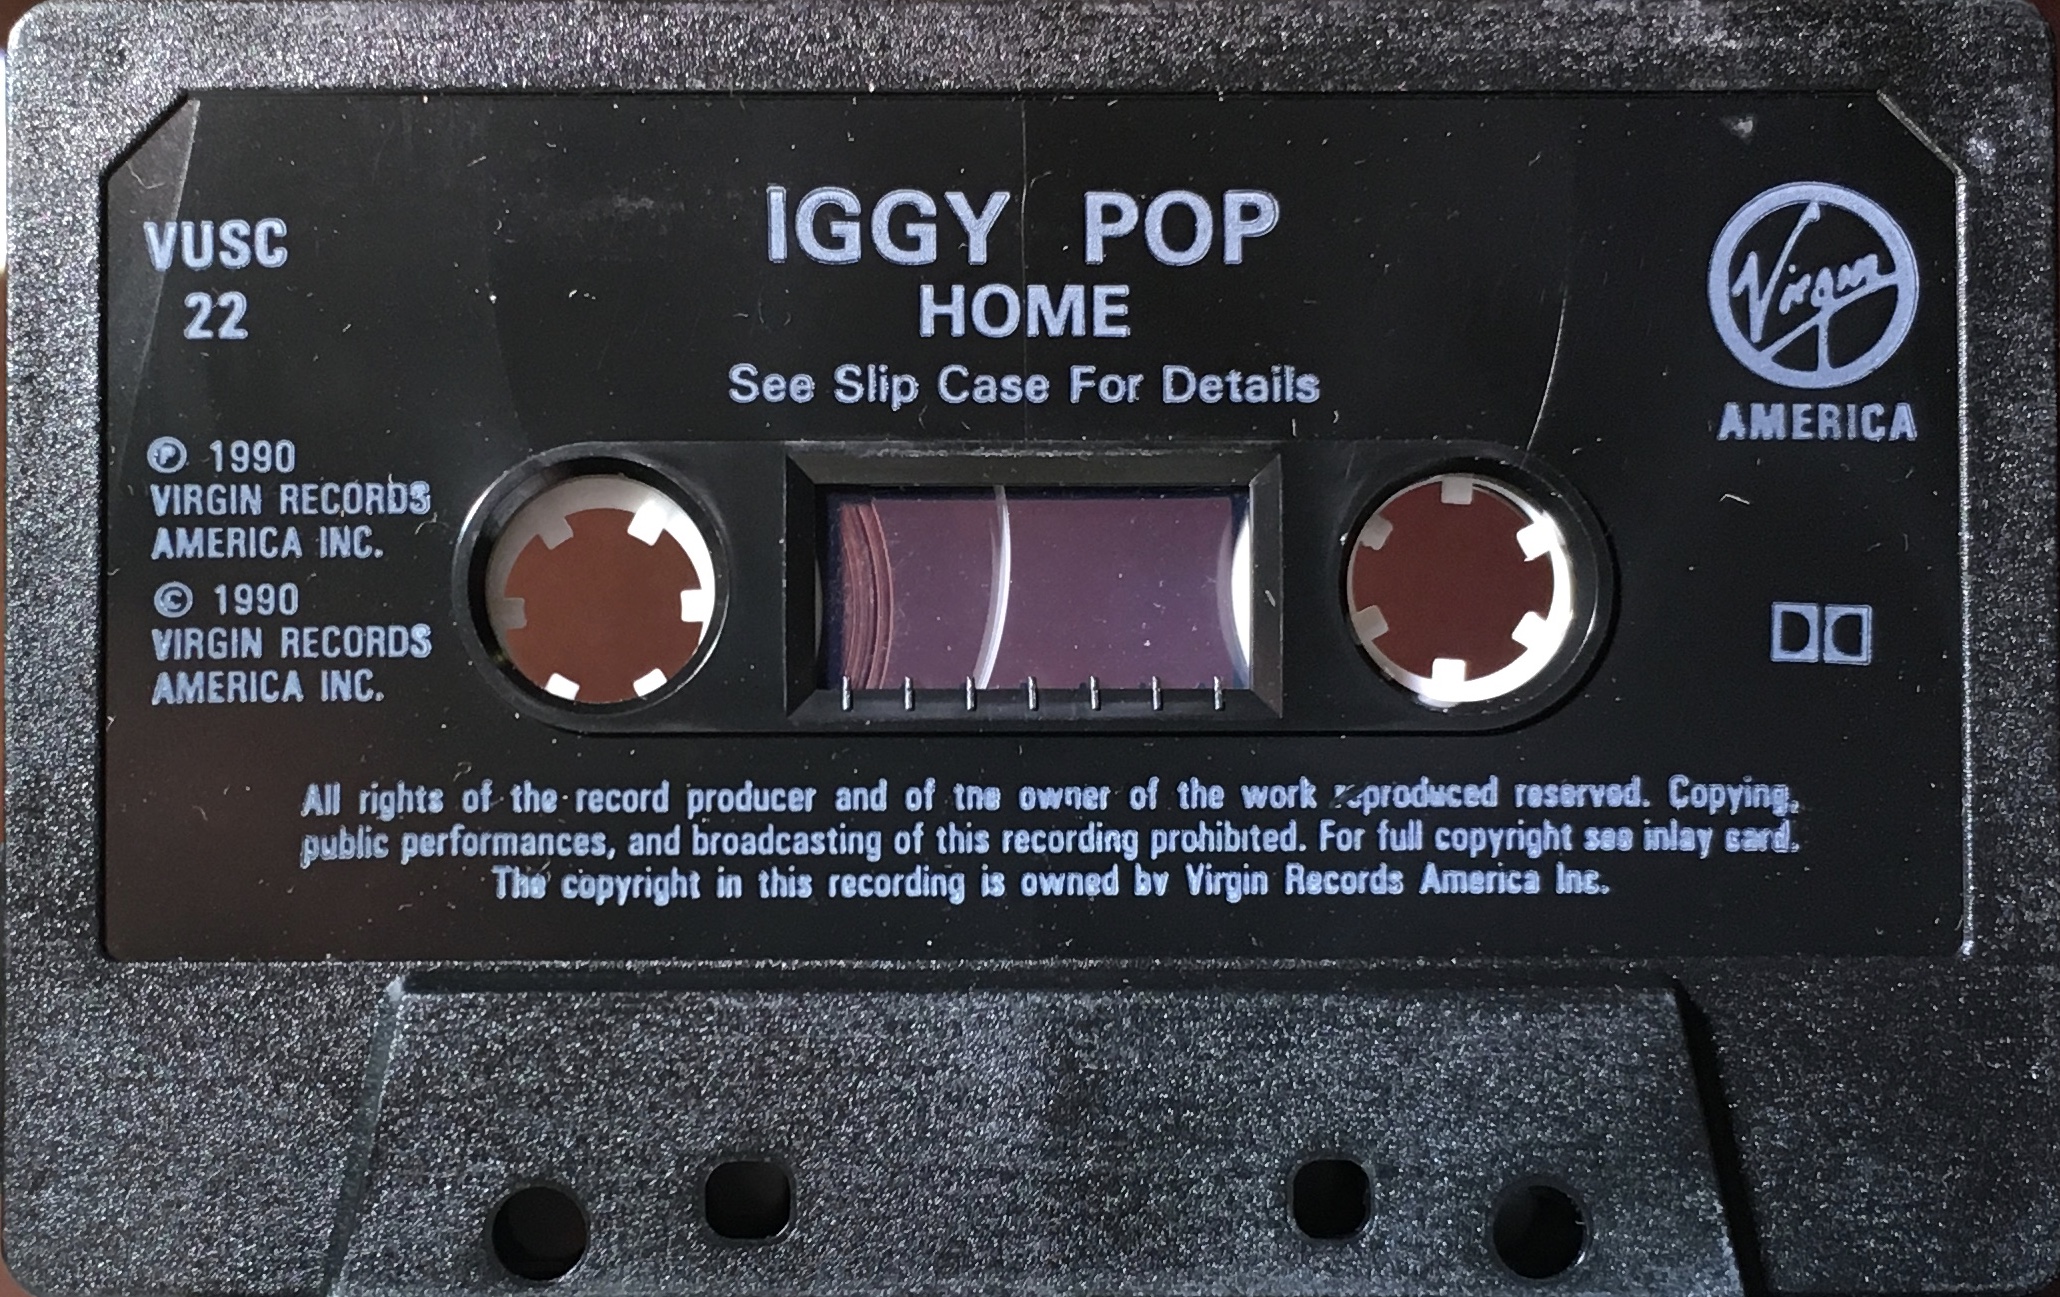 IGGY POP
HOME
See Slip Case For Details
VUSC
22
Virgin
AMERICA
℗ 1990
VIRGIN RECORDS
AMERICA INC.
© 1990
VIRGIN RECORDS
AMERICA INC.
All rights of the record producer and of the owner of the work reproduced reserved. Copying,
public performances, and broadcasting of this recording prohibited. For full copyright see inlay card.
The copyright in this recording is owned by Virgin Records America Inc.